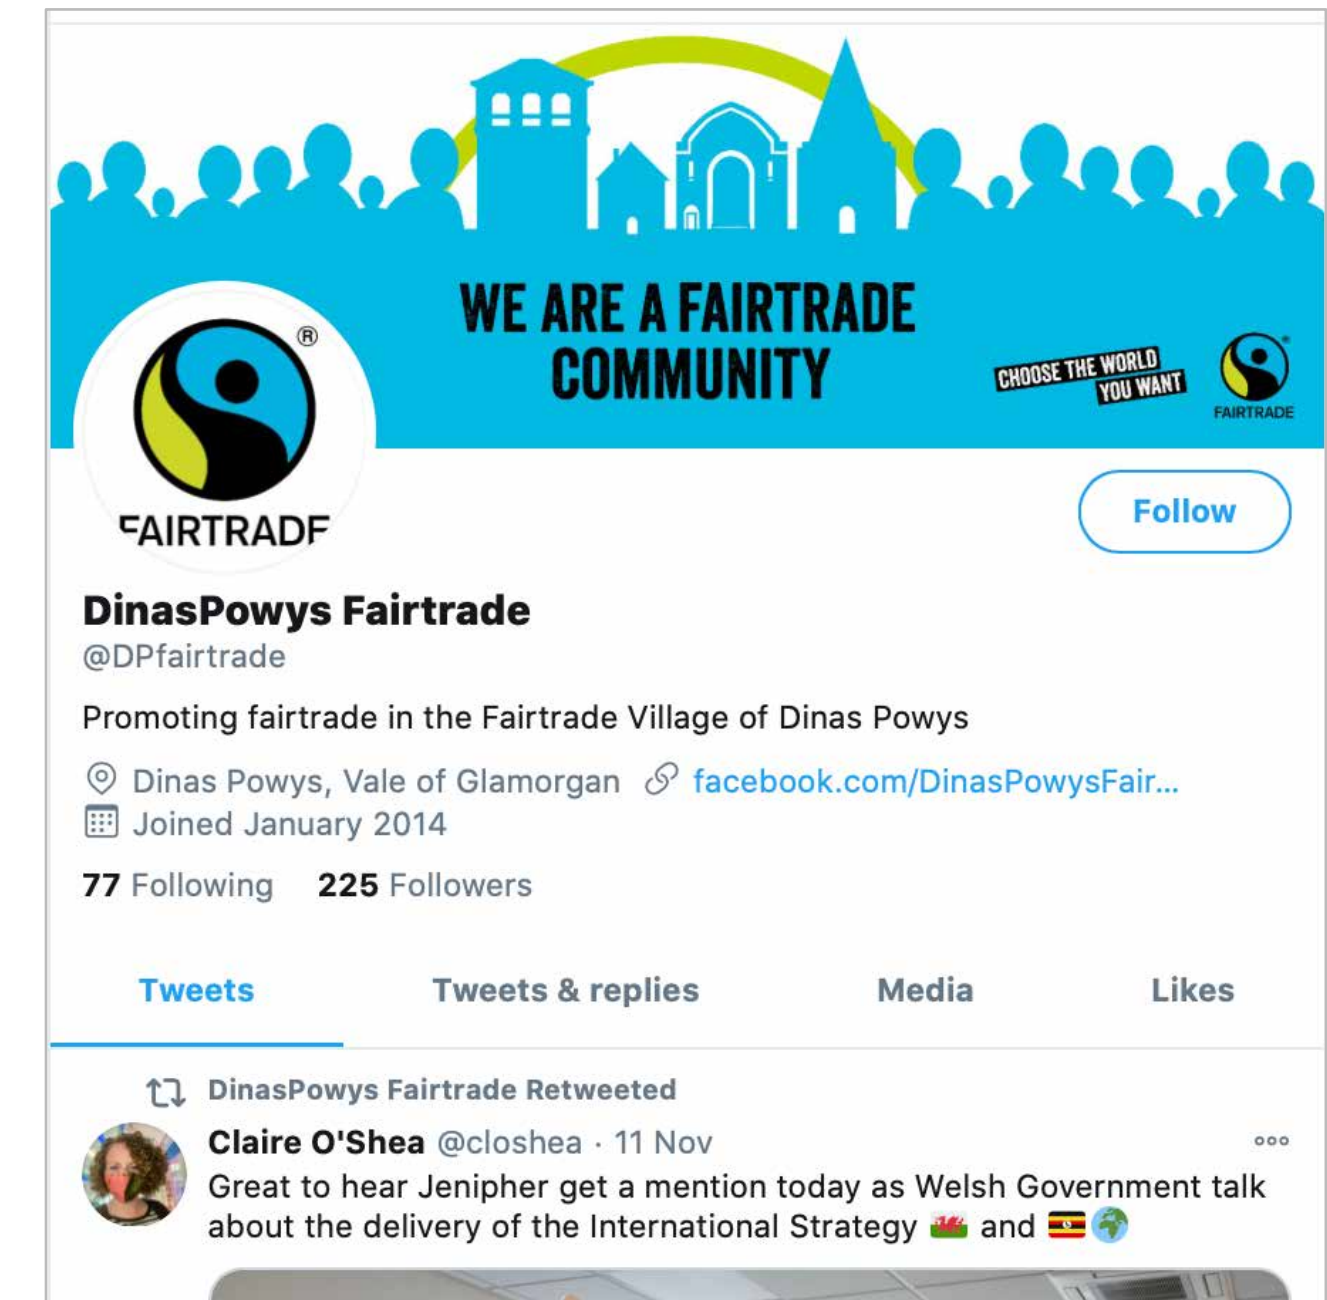 WE ARE A FAIRTRADE
COMMUNITY
CHOOSE THE WORLD
YOU WANT
FAIRTRADE
®
FAIRTRADE
Follow
DinasPowys Fairtrade
@DPfairtrade
Promoting fairtrade in the Fairtrade Village of Dinas Powys
Dinas Powys, Vale of Glamorgan facebook.com/DinasPowysFair...
Joined January 2014
77 Following 225 Followers
Tweets Tweets & replies Media Likes
DinasPowys Fairtrade Retweeted
Claire O'Shea @closhea · 11 Nov
Great to hear Jenipher get a mention today as Welsh Government talk
about the delivery of the International Strategy 🏴󠁧󠁢󠁷󠁬󠁳󠁿 and 🇺🇬🌍